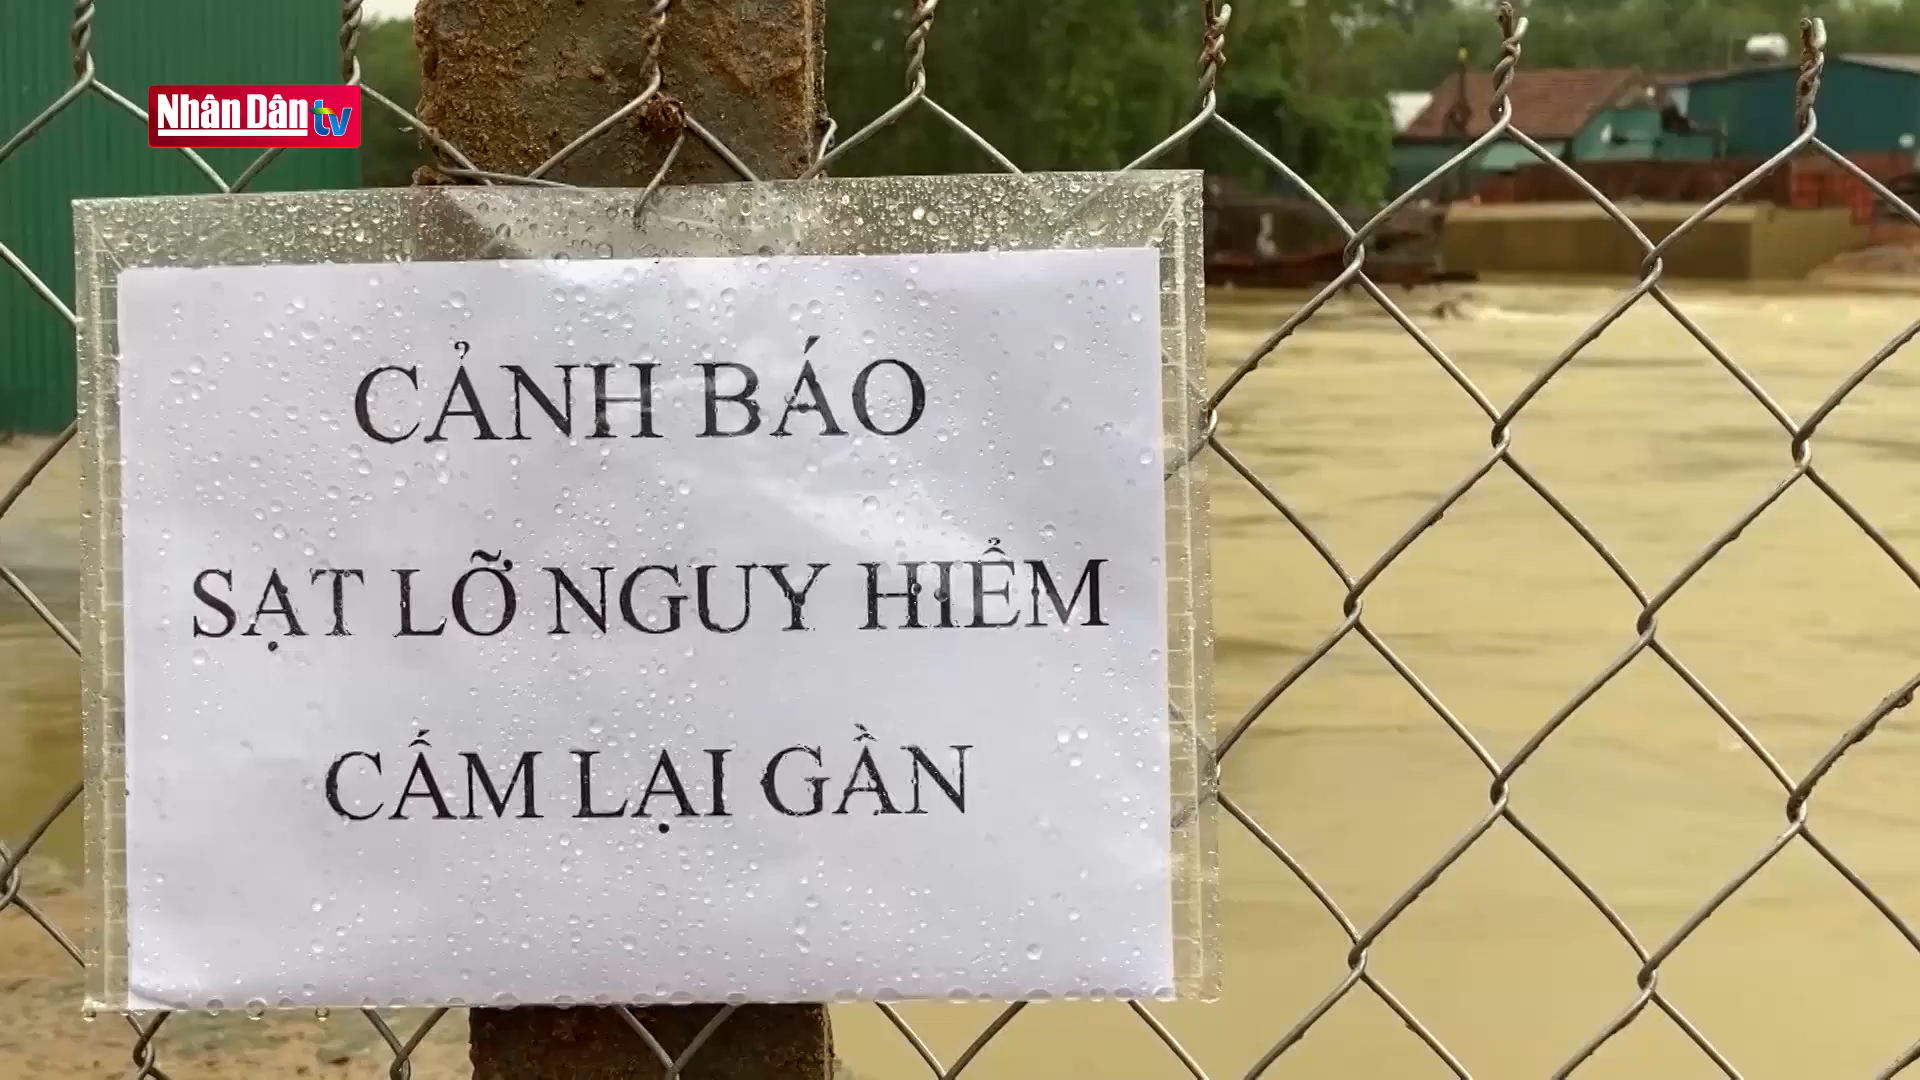 Nhân Dân tv
CẢNH BÁO
SẠT LỠ NGUY HIỂM
CẤM LẠI GẦN